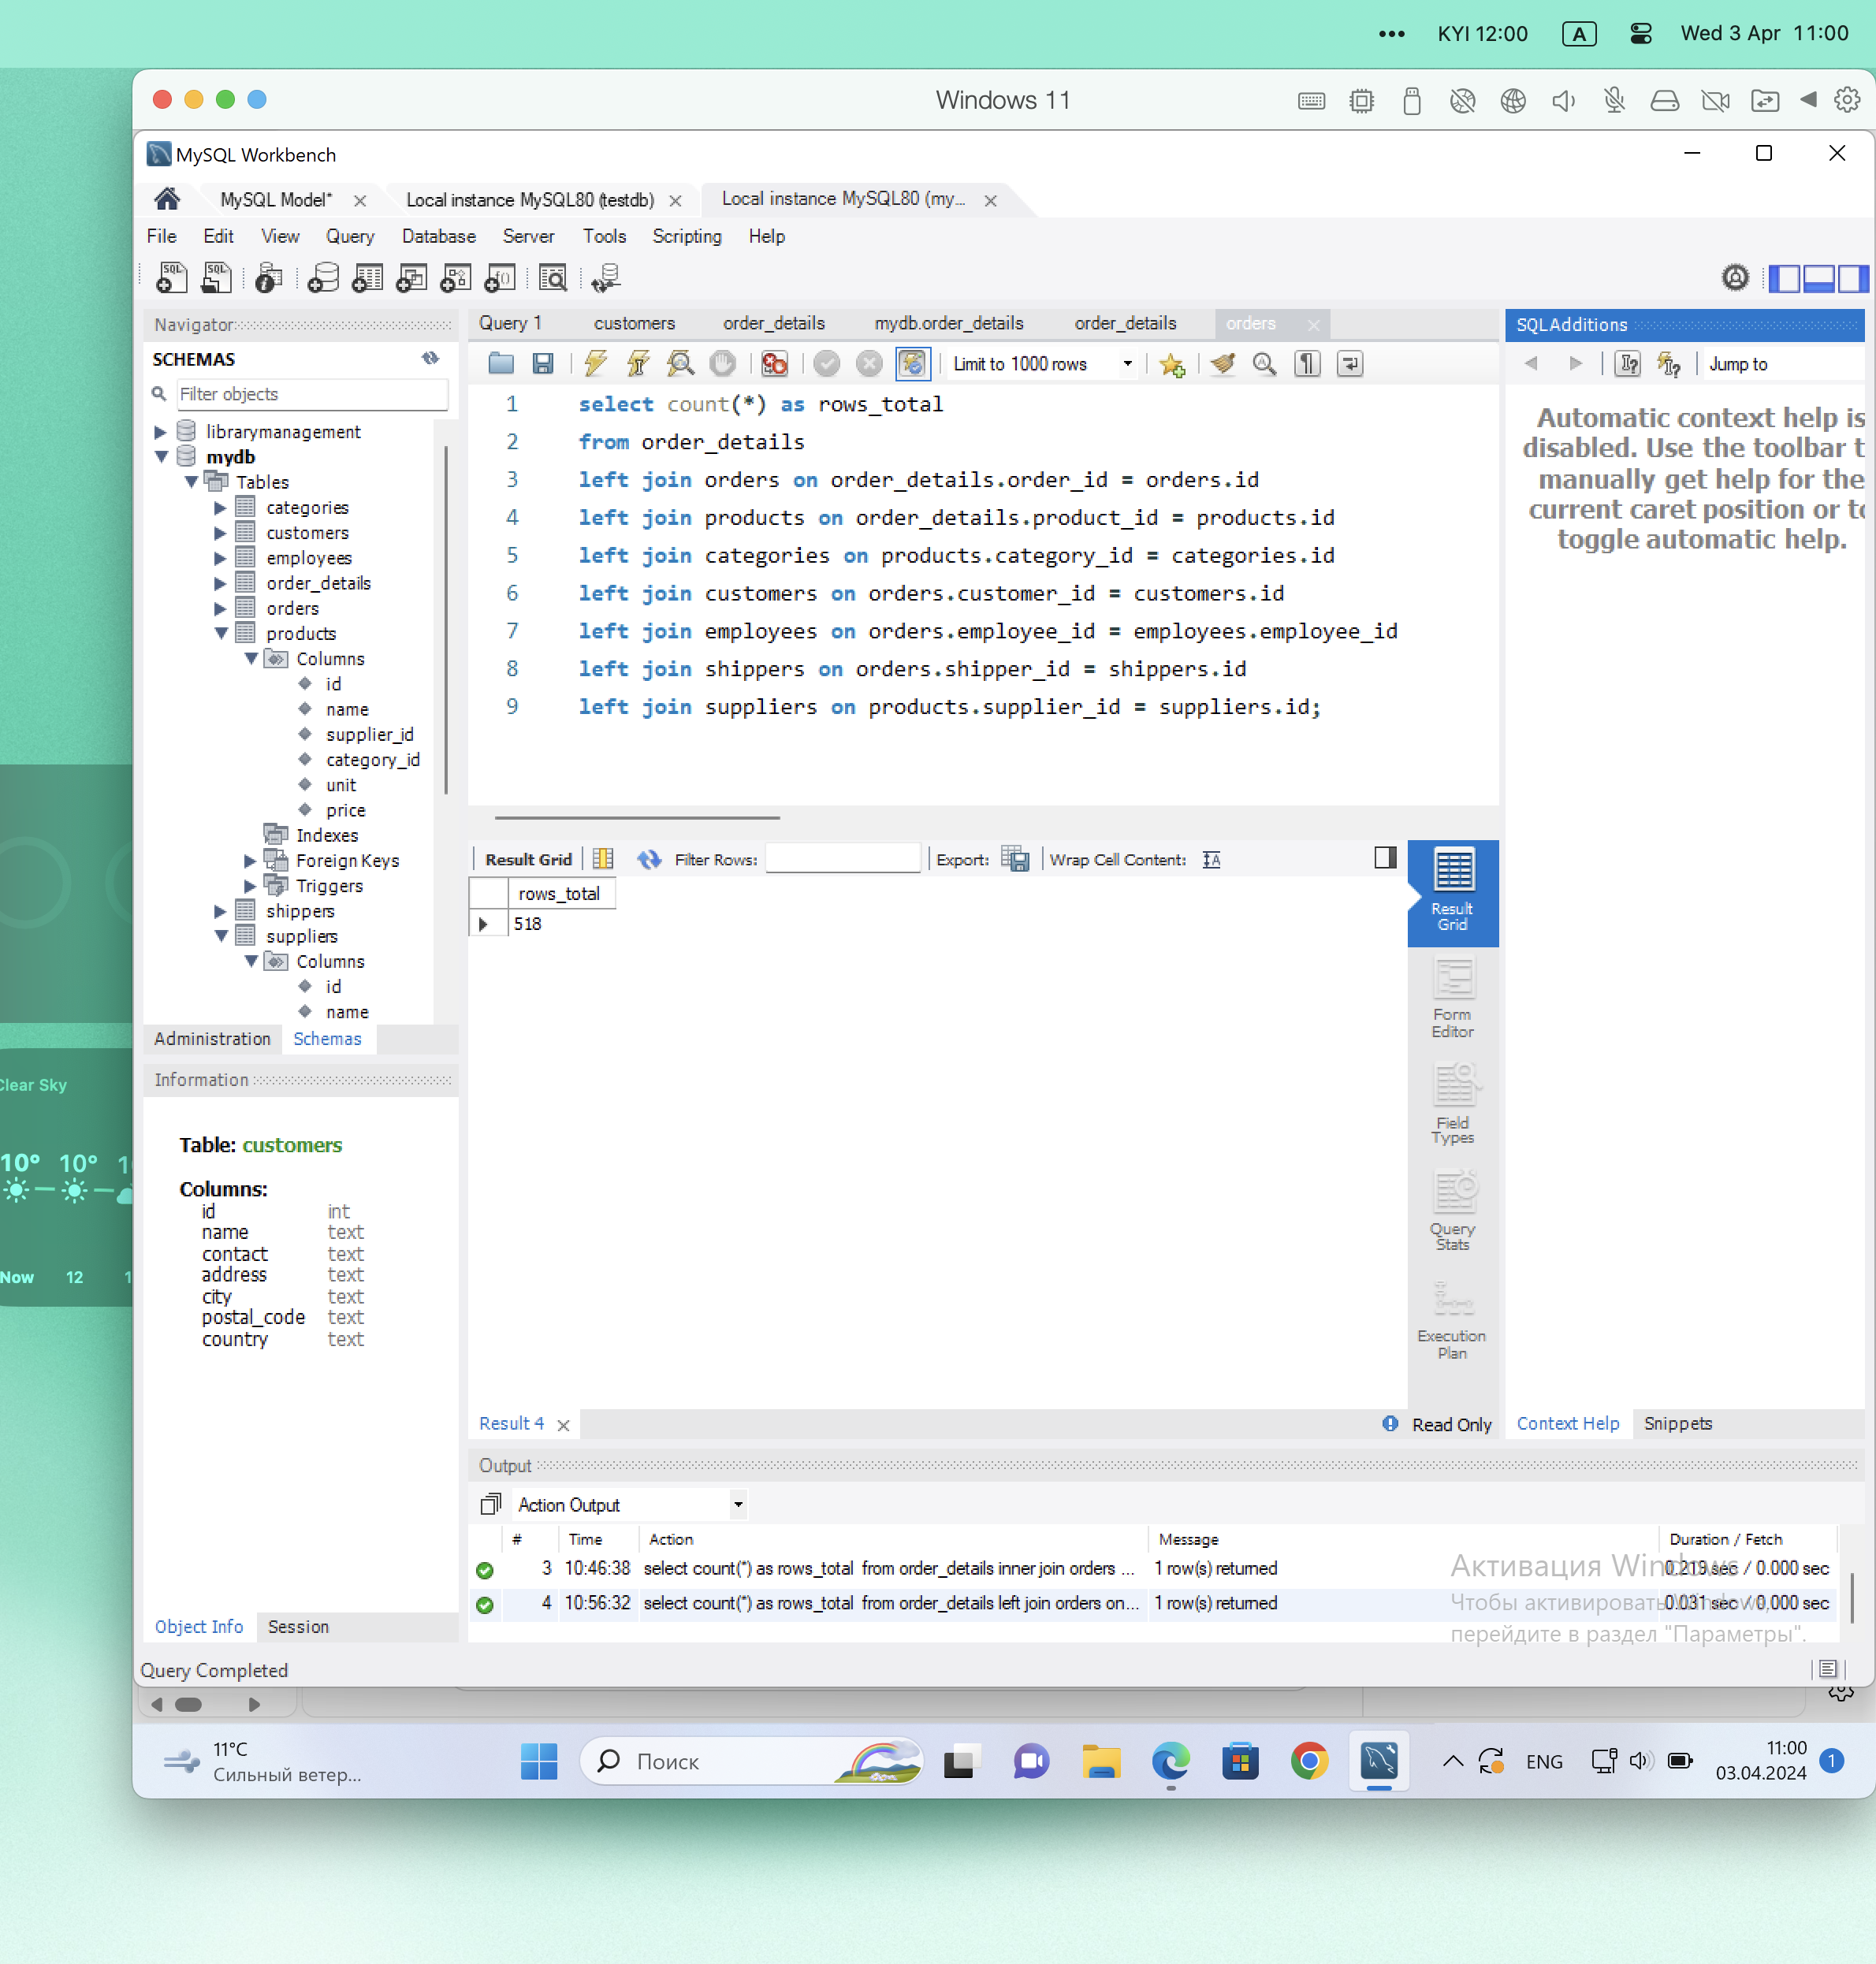 KYI 12:00 A Wed 3 Apr 11:00
Windows 11
MySQL Workbench
MySQL Model*
Local instance MySQL80 (testdb)
Local instance MySQL80 (my...
File Edit View Query Database Server Tools Scripting Help
Navigator
SCHEMAS
Filter objects
librarymanagement
mydb
Tables
categories
customers
employees
order_details
orders
products
Columns
id
name
supplier_id
category_id
unit
price
Indexes
Foreign Keys
Triggers
shippers
suppliers
Columns
id
name
Administration Schemas
Information
Table: customers
Columns:
id int
name text
contact text
address text
city text
postal_code text
country text
Object Info Session
Query Completed
Query 1 customers order_details mydb.order_details order_details orders
Limit to 1000 rows
1 select count(*) as rows_total
2 from order_details
3 left join orders on order_details.order_id = orders.id
4 left join products on order_details.product_id = products.id
5 left join categories on products.category_id = categories.id
6 left join customers on orders.customer_id = customers.id
7 left join employees on orders.employee_id = employees.employee_id
8 left join shippers on orders.shipper_id = shippers.id
9 left join suppliers on products.supplier_id = suppliers.id;
Result Grid Filter Rows: Export: Wrap Cell Content:
rows_total
518
Result
Grid
Form
Editor
Field
Types
Query
Stats
Execution
Plan
Result 4
Read Only
SQLAdditions
Jump to
Automatic context help is
disabled. Use the toolbar t
manually get help for the
current caret position or to
toggle automatic help.
Context Help Snippets
Output
Action Output
# Time Action Message Duration / Fetch
3 10:46:38 select count(*) as rows_total from order_details inner join orders ... 1 row(s) returned 0.219 sec / 0.000 sec
4 10:56:32 select count(*) as rows_total from order_details left join orders on... 1 row(s) returned 0.031 sec / 0.000 sec
Активация Windows
Чтобы активировать Windows,
перейдите в раздел "Параметры".
Clear Sky
10° 10° 1
Now 12 1
11°C
Сильный ветер...
Поиск
ENG
11:00
03.04.2024
1